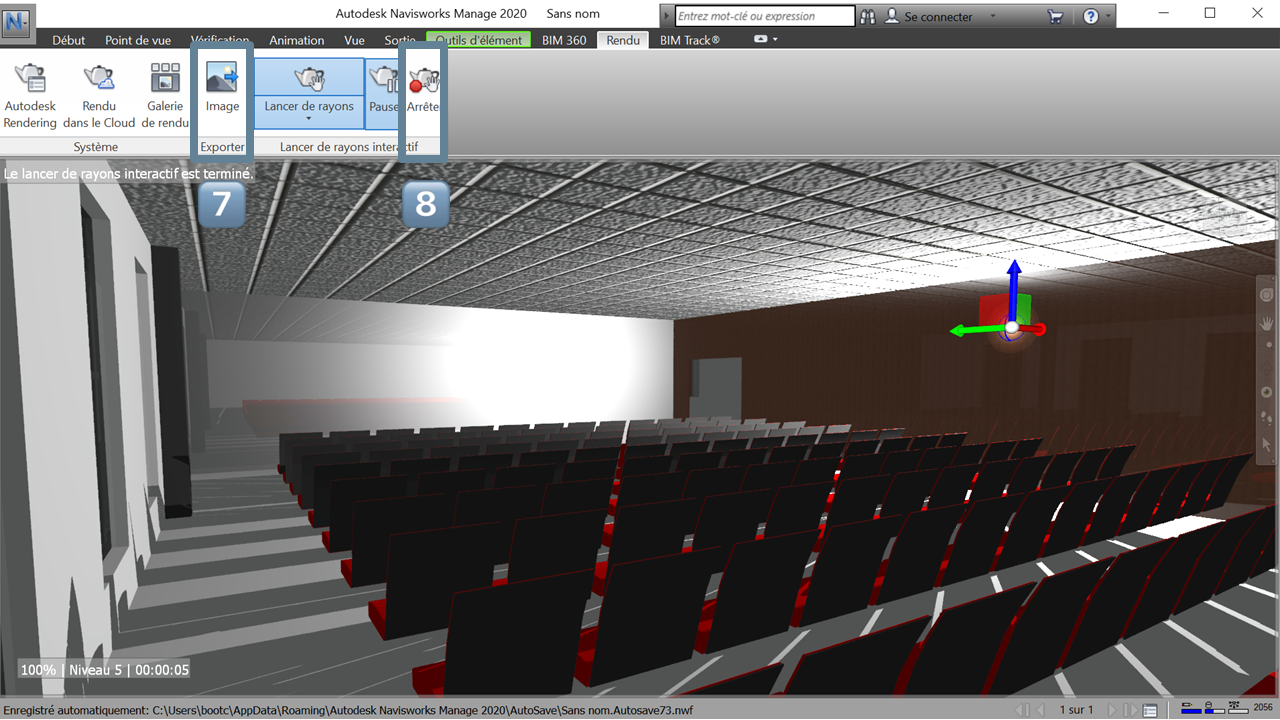 Autodesk Navisworks Manage 2020 Sans nom
Entrez mot-clé ou expression
Se connecter
N
Début Point de vue Vérification Animation Vue Sortie Outils d'élément BIM 360 Rendu BIM Track®
Autodesk Rendering
Rendu dans le Cloud
Galerie de rendu
Image
Lancer de rayons
Pause
Arrête
Système Exporter Lancer de rayons interactif
Le lancer de rayons interactif est terminé.
7 8
100% | Niveau 5 | 00:00:05
Enregistré automatiquement: C:\Users\bootc\AppData\Roaming\Autodesk Navisworks Manage 2020\AutoSave\Sans nom.Autosave73.nwf
1 sur 1
2056